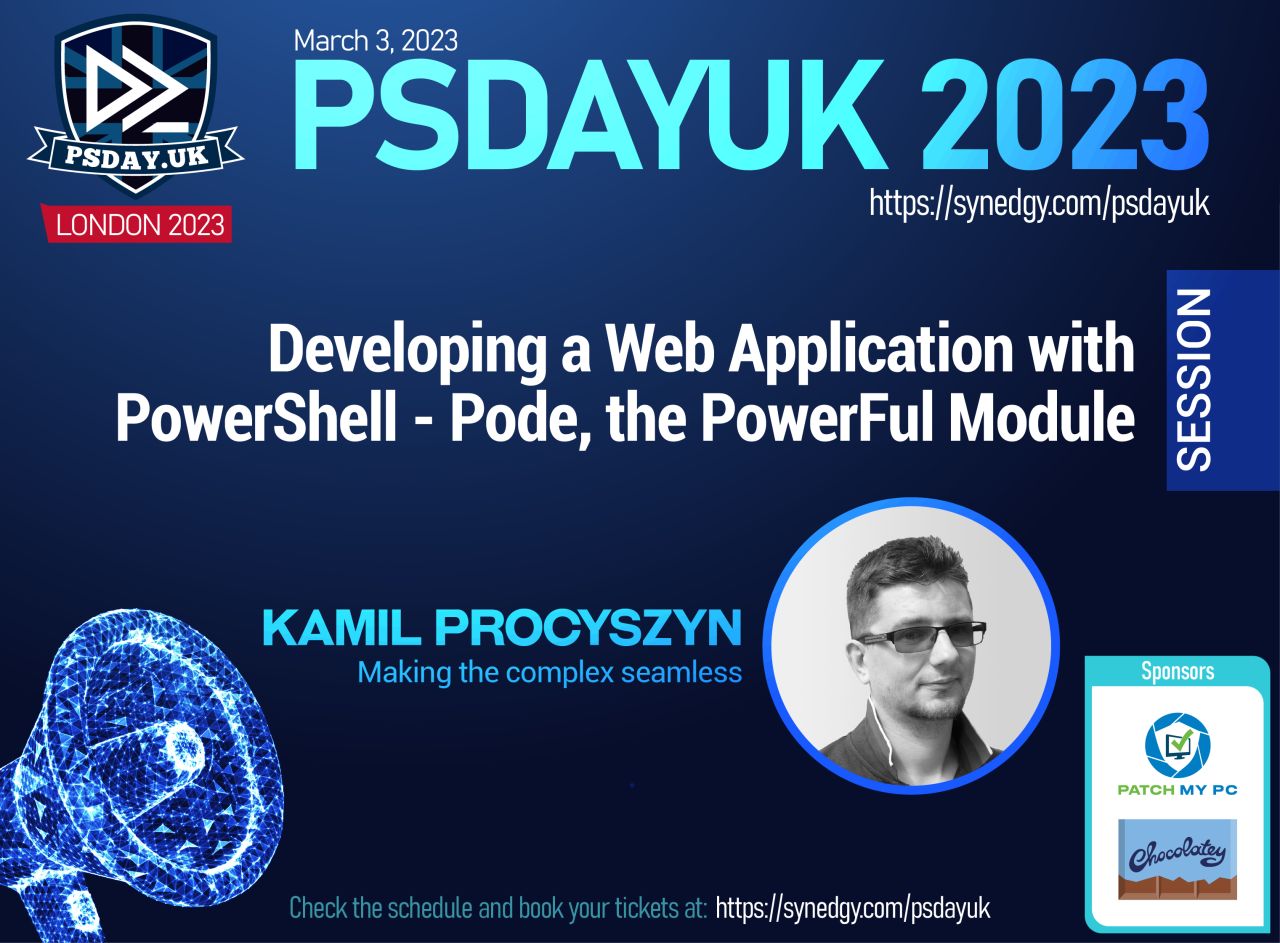 March 3, 2023
PSDAYUK 2023
https://synedgy.com/psdayuk
PSDAY.UK
LONDON 2023
SESSION
Developing a Web Application with
PowerShell - Pode, the PowerFul Module
KAMIL PROCYSZYN
Making the complex seamless
Sponsors
PATCH MY PC
Chocolatey
Check the schedule and book your tickets at: https://synedgy.com/psdayuk